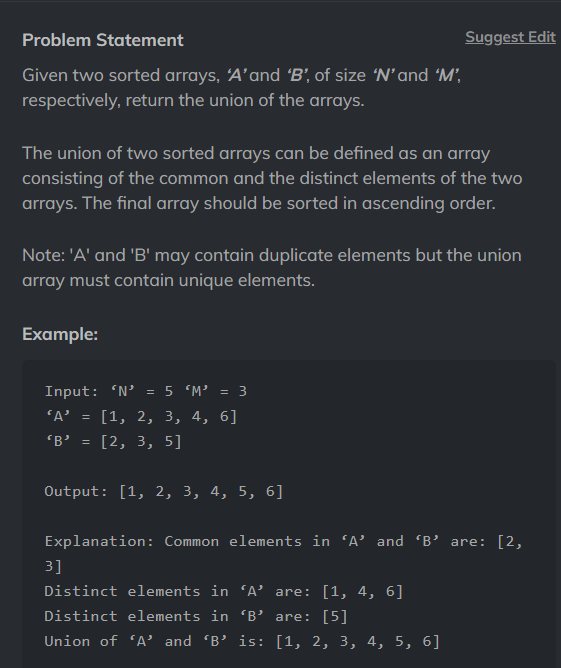 Problem Statement
Suggest Edit
Given two sorted arrays, ‘A’ and ‘B’, of size ‘N’ and ‘M’,
respectively, return the union of the arrays.
The union of two sorted arrays can be defined as an array
consisting of the common and the distinct elements of the two
arrays. The final array should be sorted in ascending order.
Note: 'A' and 'B' may contain duplicate elements but the union
array must contain unique elements.
Example:
Input: ‘N’ = 5 ‘M’ = 3
‘A’ = [1, 2, 3, 4, 6]
‘B’ = [2, 3, 5]
Output: [1, 2, 3, 4, 5, 6]
Explanation: Common elements in ‘A’ and ‘B’ are: [2,
3]
Distinct elements in ‘A’ are: [1, 4, 6]
Distinct elements in ‘B’ are: [5]
Union of ‘A’ and ‘B’ is: [1, 2, 3, 4, 5, 6]